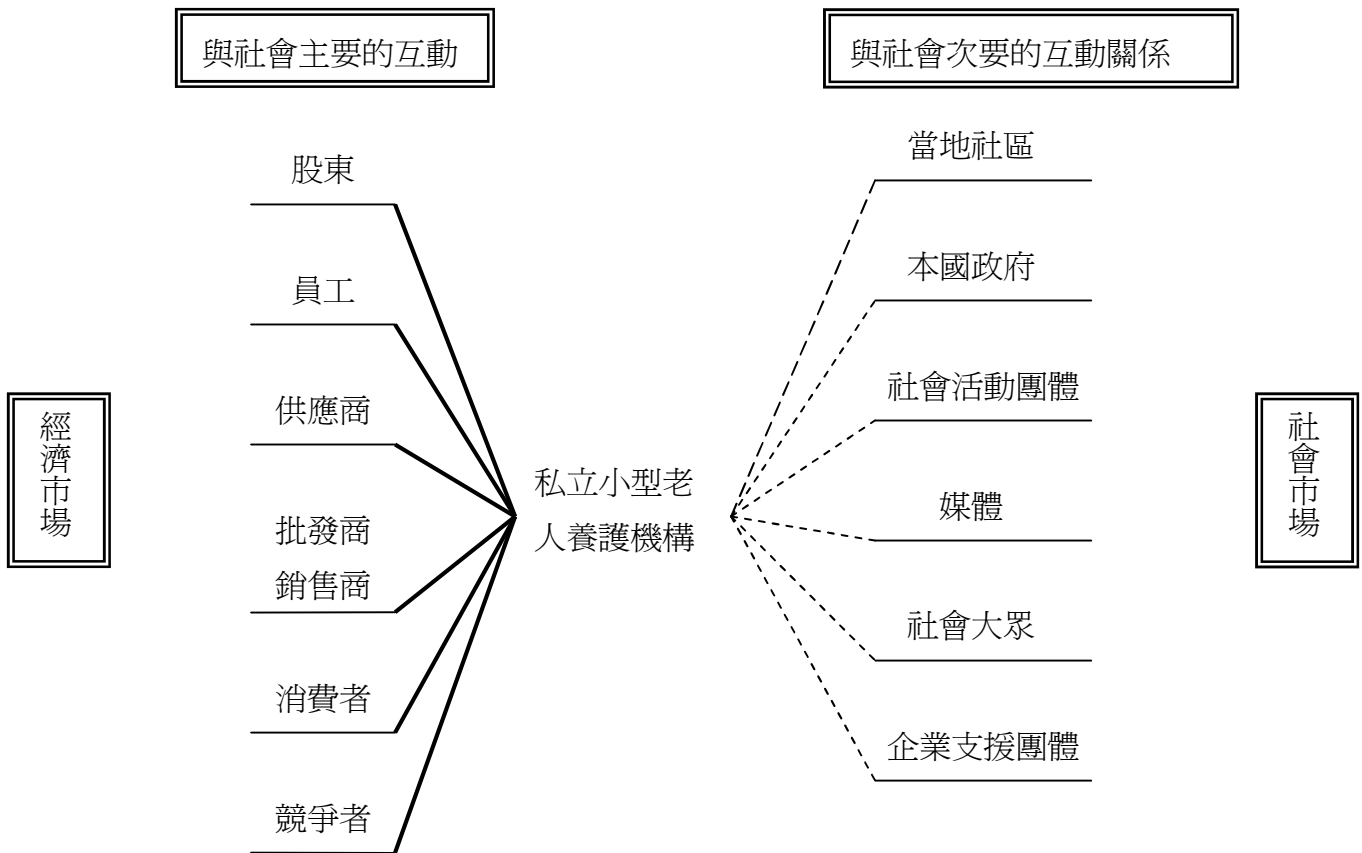 與社會主要的互動
與社會次要的互動關係
股東
員工
供應商
批發商
銷售商
消費者
競爭者
經濟市場
私立小型老
人養護機構
當地社區
本國政府
社會活動團體
媒體
社會大眾
企業支援團體
社會市場